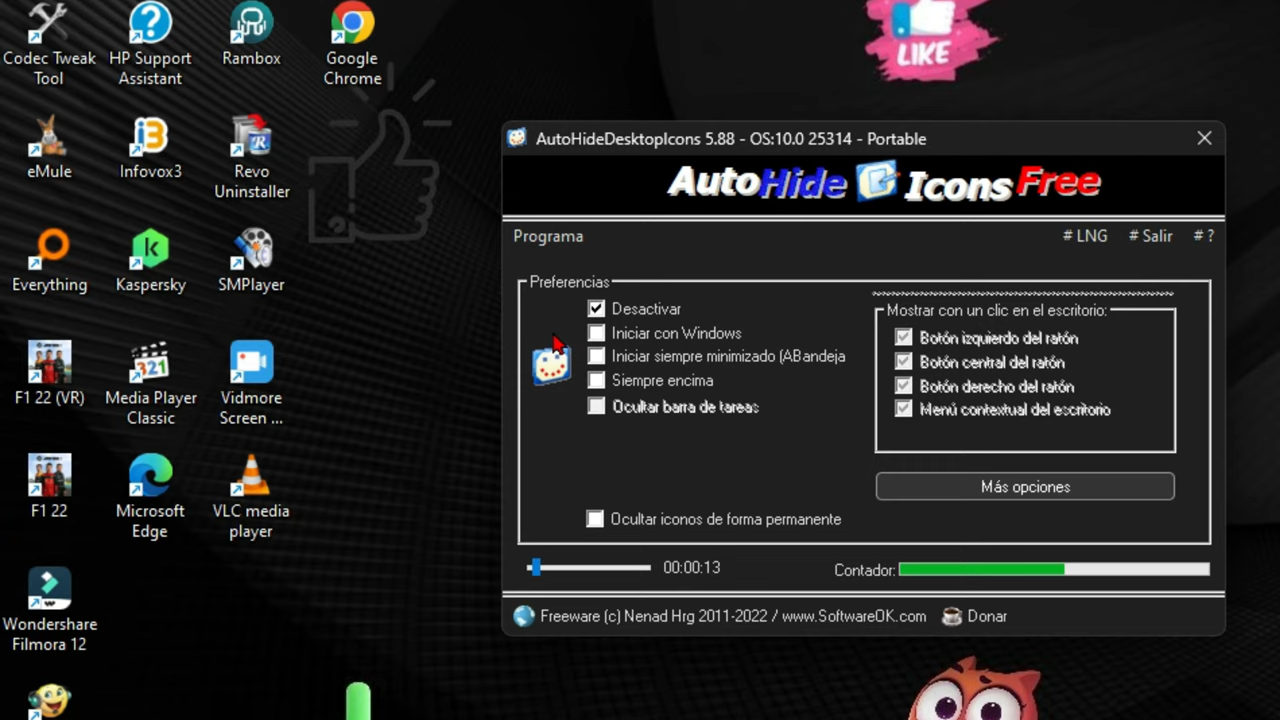 Codec Tweak
Tool
HP Support
Assistant
Rambox
Google
Chrome
eMule
Infovox3
Revo
Uninstaller
Everything
Kaspersky
SMPlayer
F1 22 (VR)
Media Player
Classic
Vidmore
Screen ...
F1 22
Microsoft
Edge
VLC media
player
Wondershare
Filmora 12
LIKE
AutoHideDesktopIcons 5.88 - OS:10.0 25314 - Portable
AutoHide Icons Free
Programa
# LNG # Salir # ?
Preferencias
Desactivar
Iniciar con Windows
Iniciar siempre minimizado (ABandeja
Siempre encima
Ocultar barra de tareas
Mostrar con un clic en el escritorio:
Botón izquierdo del ratón
Botón central del ratón
Botón derecho del ratón
Menú contextual del escritorio
Más opciones
Ocultar iconos de forma permanente
00:00:13
Contador:
Freeware (c) Nenad Hrg 2011-2022 / www.SoftwareOK.com
Donar